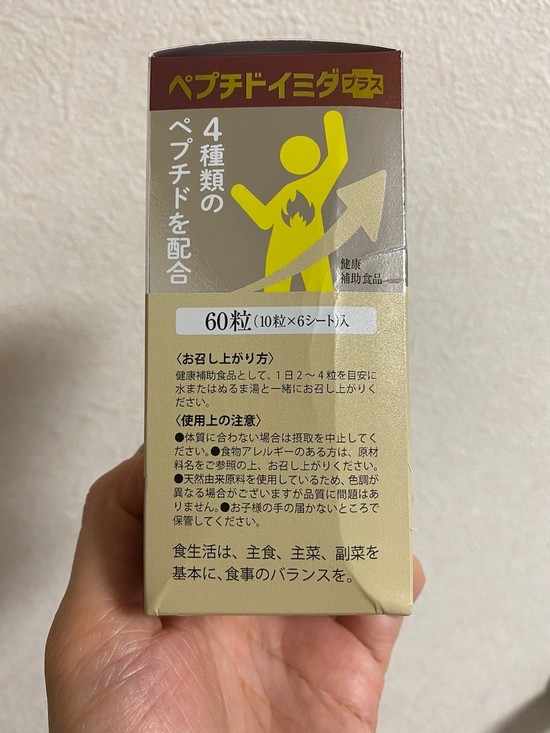 ペプチドイミダプラス
4種類の
ペプチドを配合
健康
補助食品
60粒(10粒×6シート)入
〈お召し上がり方〉
健康補助食品として、1日2〜4粒を目安に
水またはぬるま湯と一緒にお召し上がりく
ださい。
〈使用上の注意〉
●体質に合わない場合は摂取を中止してく
ださい。●食物アレルギーのある方は、原材
料名をご参照の上、お召し上がりください。
●天然由来原料を使用しているため、色調が
異なる場合がございますが品質に問題はあ
りません。●お子様の手の届かないところで
保管してください。
食生活は、主食、主菜、副菜を
基本に、食事のバランスを。